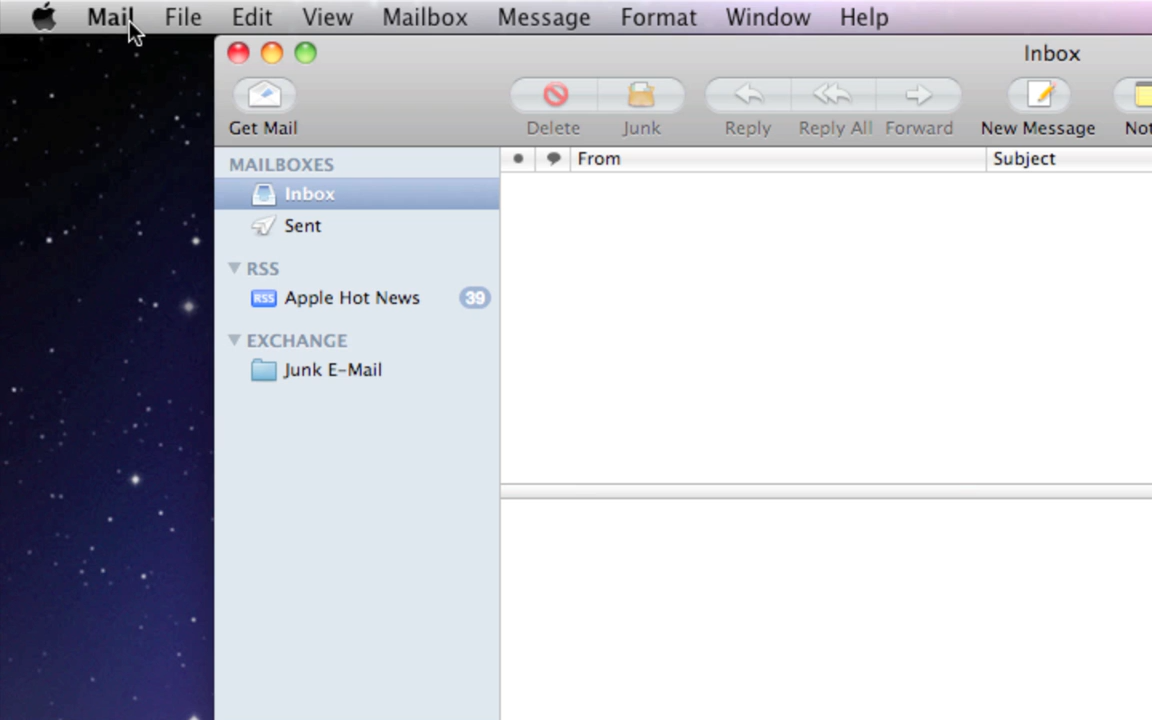 Mail File Edit View Mailbox Message Format Window Help
Inbox
Get Mail Delete Junk Reply Reply All Forward New Message
MAILBOXES
From Subject
Inbox
Sent
RSS
RSS Apple Hot News 39
EXCHANGE
Junk E-Mail